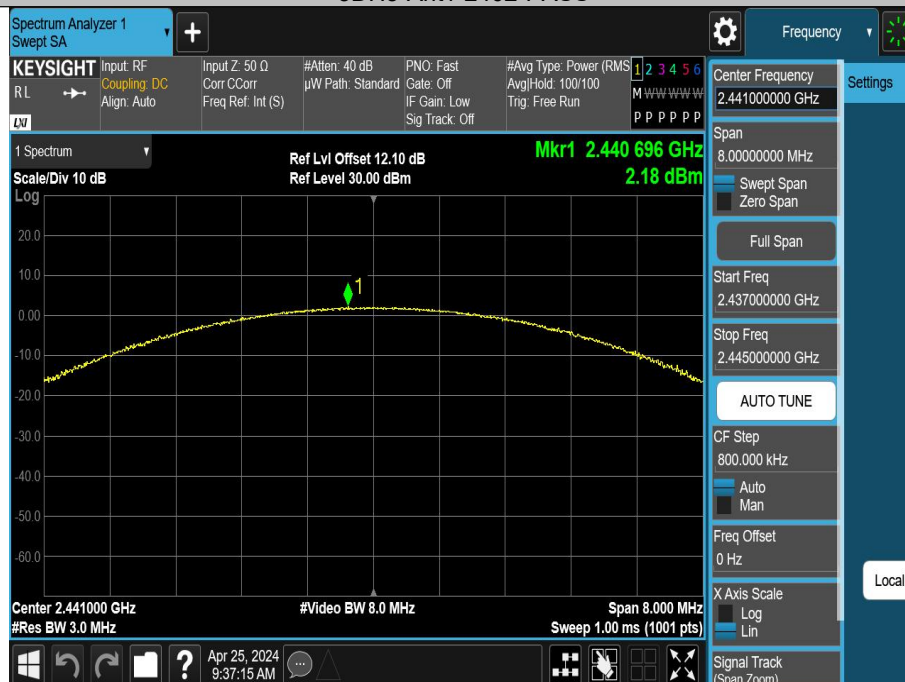 Spectrum Analyzer 1
Swept SA
+
Frequency
KEYSIGHT
RL
LXI
Input: RF
Coupling: DC
Align: Auto
Input Z: 50 Ω
Corr CCorr
Freq Ref: Int (S)
#Atten: 40 dB
µW Path: Standard
PNO: Fast
Gate: Off
IF Gain: Low
Sig Track: Off
#Avg Type: Power (RMS
Avg|Hold: 100/100
Trig: Free Run
1 2 3 4 5 6
M W W W W W
P P P P P P
1 Spectrum
Scale/Div 10 dB
Log
Ref Lvl Offset 12.10 dB
Ref Level 30.00 dBm
Mkr1 2.440 696 GHz
2.18 dBm
20.0
10.0
0.00
-10.0
-20.0
-30.0
-40.0
-50.0
-60.0
1
Center 2.441000 GHz
#Res BW 3.0 MHz
#Video BW 8.0 MHz
Span 8.000 MHz
Sweep 1.00 ms (1001 pts)
Center Frequency
2.441000000 GHz
Settings
Span
8.00000000 MHz
Swept Span
Zero Span
Full Span
Start Freq
2.437000000 GHz
Stop Freq
2.445000000 GHz
AUTO TUNE
CF Step
800.000 kHz
Auto
Man
Freq Offset
0 Hz
X Axis Scale
Log
Lin
Local
Signal Track
(Span Zoom)
?
Apr 25, 2024
9:37:15 AM